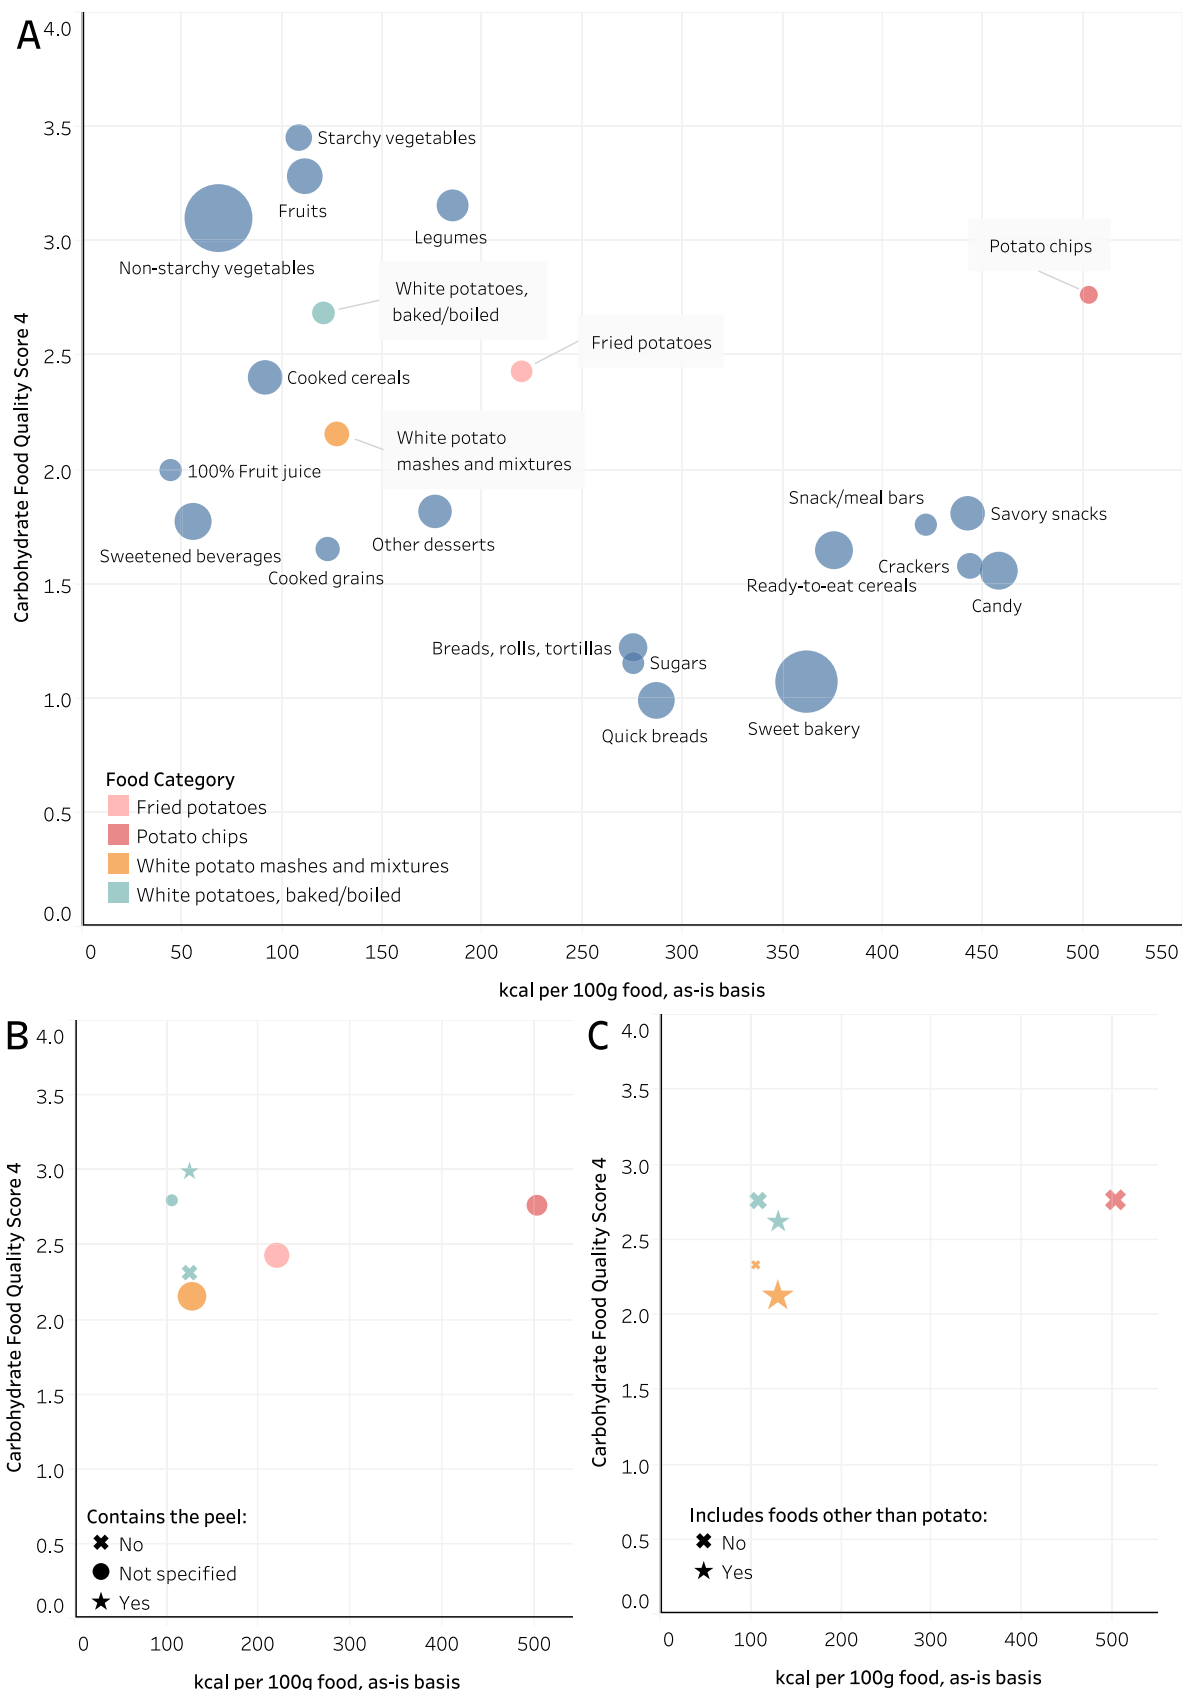 A
4.0
3.5
3.0
2.5
2.0
1.5
1.0
0.5
0.0
Carbohydrate Food Quality Score 4
Starchy vegetables
Fruits
Legumes
Non-starchy vegetables
Potato chips
White potatoes,
baked/boiled
Fried potatoes
Cooked cereals
White potato
mashes and mixtures
100% Fruit juice
Snack/meal bars
Savory snacks
Sweetened beverages
Other desserts
Cooked grains
Crackers
Ready-to-eat cereals
Candy
Breads, rolls, tortillas
Sugars
Quick breads
Sweet bakery
Food Category
Fried potatoes
Potato chips
White potato mashes and mixtures
White potatoes, baked/boiled
0 50 100 150 200 250 300 350 400 450 500 550
kcal per 100g food, as-is basis
B
4.0
3.5
3.0
2.5
2.0
1.5
1.0
0.5
0.0
Carbohydrate Food Quality Score 4
Contains the peel:
No
Not specified
Yes
0 100 200 300 400 500
kcal per 100g food, as-is basis
C
4.0
3.5
3.0
2.5
2.0
1.5
1.0
0.5
0.0
Carbohydrate Food Quality Score 4
Includes foods other than potato:
No
Yes
0 100 200 300 400 500
kcal per 100g food, as-is basis